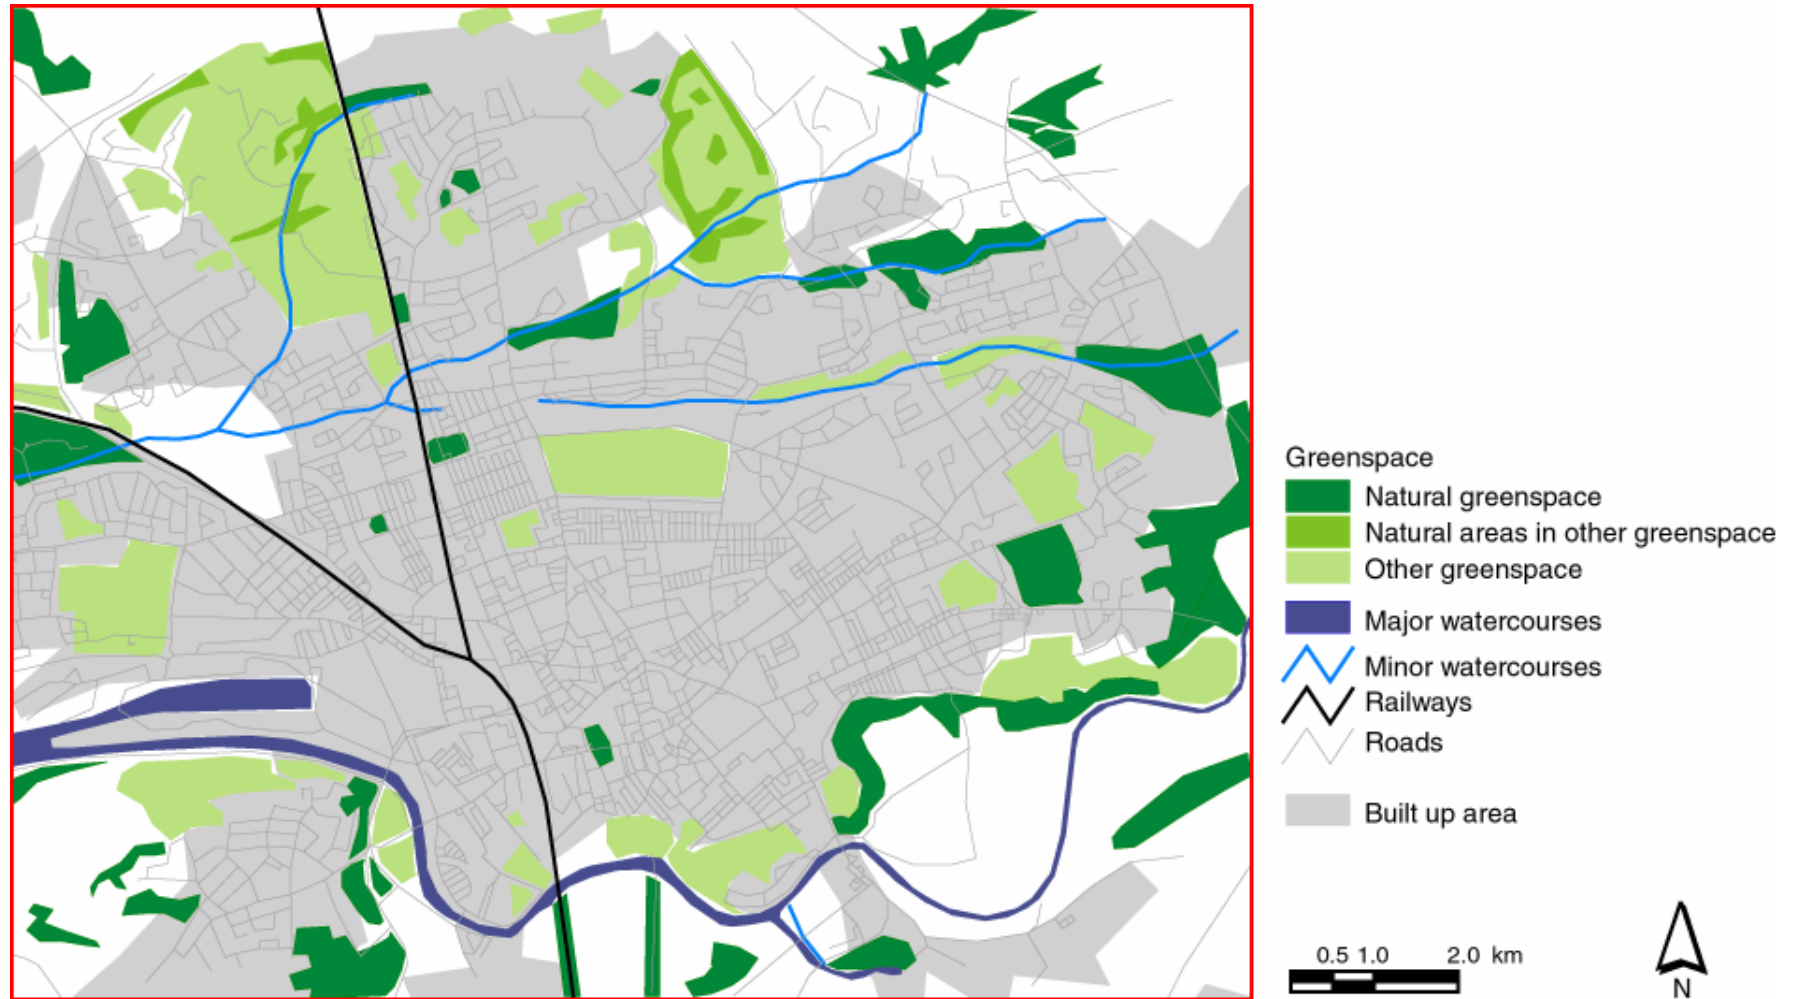 Greenspace
Natural greenspace
Natural areas in other greenspace
Other greenspace
Major watercourses
Minor watercourses
Railways
Roads
Built up area
0.5 1.0 2.0 km
N